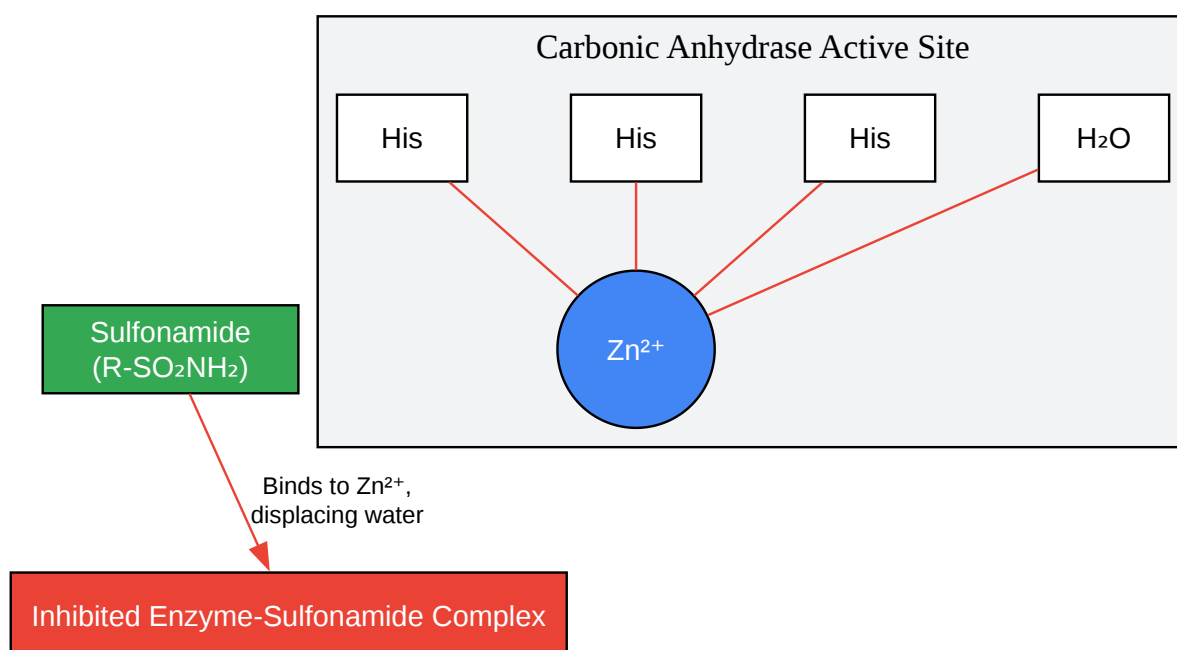 Carbonic Anhydrase Active Site
His
His
His
H₂O
Zn²⁺
Sulfonamide
(R-SO₂NH₂)
Binds to Zn²⁺,
displacing water
Inhibited Enzyme-Sulfonamide Complex